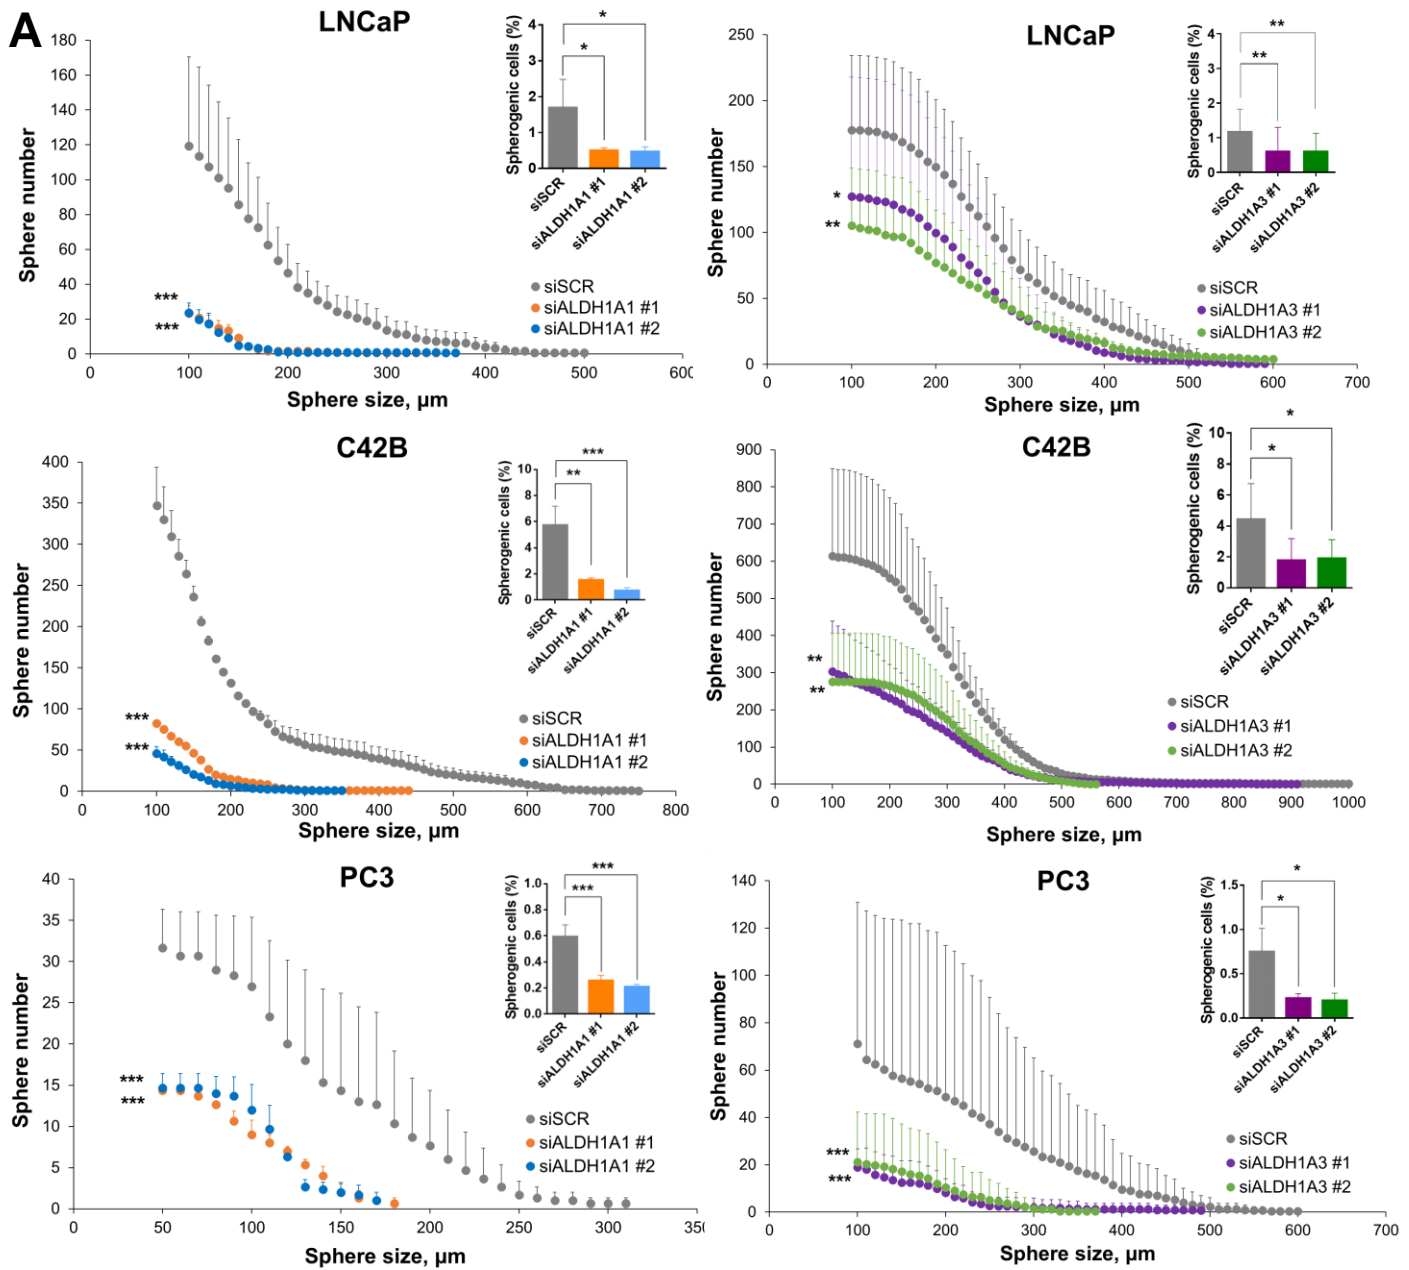 A
LNCaP
Sphere number
180
160
140
120
100
80
60
40
20
0
0
100
200
300
400
500
60
Sphere size, µm
***
***
siSCR
siALDH1A1 #1
siALDH1A1 #2
Spherogenic cells (%)
4
3
2
1
0
*
*
siSCR
siALDH1A1 #1
siALDH1A1 #2
LNCaP
Sphere number
250
200
150
100
50
0
0
100
200
300
400
500
600
700
Sphere size, µm
*
**
siSCR
siALDH1A3 #1
siALDH1A3 #2
Spherogenic cells (%)
4
3
2
1
0
**
**
siSCR
siALDH1A3 #1
siALDH1A3 #2
C42B
Sphere number
400
350
300
250
200
150
100
50
0
0
100
200
300
400
500
600
700
800
Sphere size, µm
***
***
siSCR
siALDH1A1 #1
siALDH1A1 #2
Spherogenic cells (%)
10
8
6
4
2
0
***
**
siSCR
siALDH1A1 #1
siALDH1A1 #2
C42B
Sphere number
900
800
700
600
500
400
300
200
100
0
0
100
200
300
400
500
600
700
800
900
1000
Sphere size, µm
**
**
siSCR
siALDH1A3 #1
siALDH1A3 #2
Spherogenic cells (%)
10
8
6
4
2
0
*
*
siSCR
siALDH1A3 #1
siALDH1A3 #2
PC3
Sphere number
40
35
30
25
20
15
10
5
0
0
50
100
150
200
250
300
35
Sphere size, µm
***
***
siSCR
siALDH1A1 #1
siALDH1A1 #2
Spherogenic cells (%)
1.0
0.8
0.6
0.4
0.2
0.0
***
***
siSCR
siALDH1A1 #1
siALDH1A1 #2
PC3
Sphere number
140
120
100
80
60
40
20
0
0
100
200
300
400
500
600
700
Sphere size, µm
***
***
siSCR
siALDH1A3 #1
siALDH1A3 #2
Spherogenic cells (%)
1.5
1.0
0.5
0.0
*
*
siSCR
siALDH1A3 #1
siALDH1A3 #2